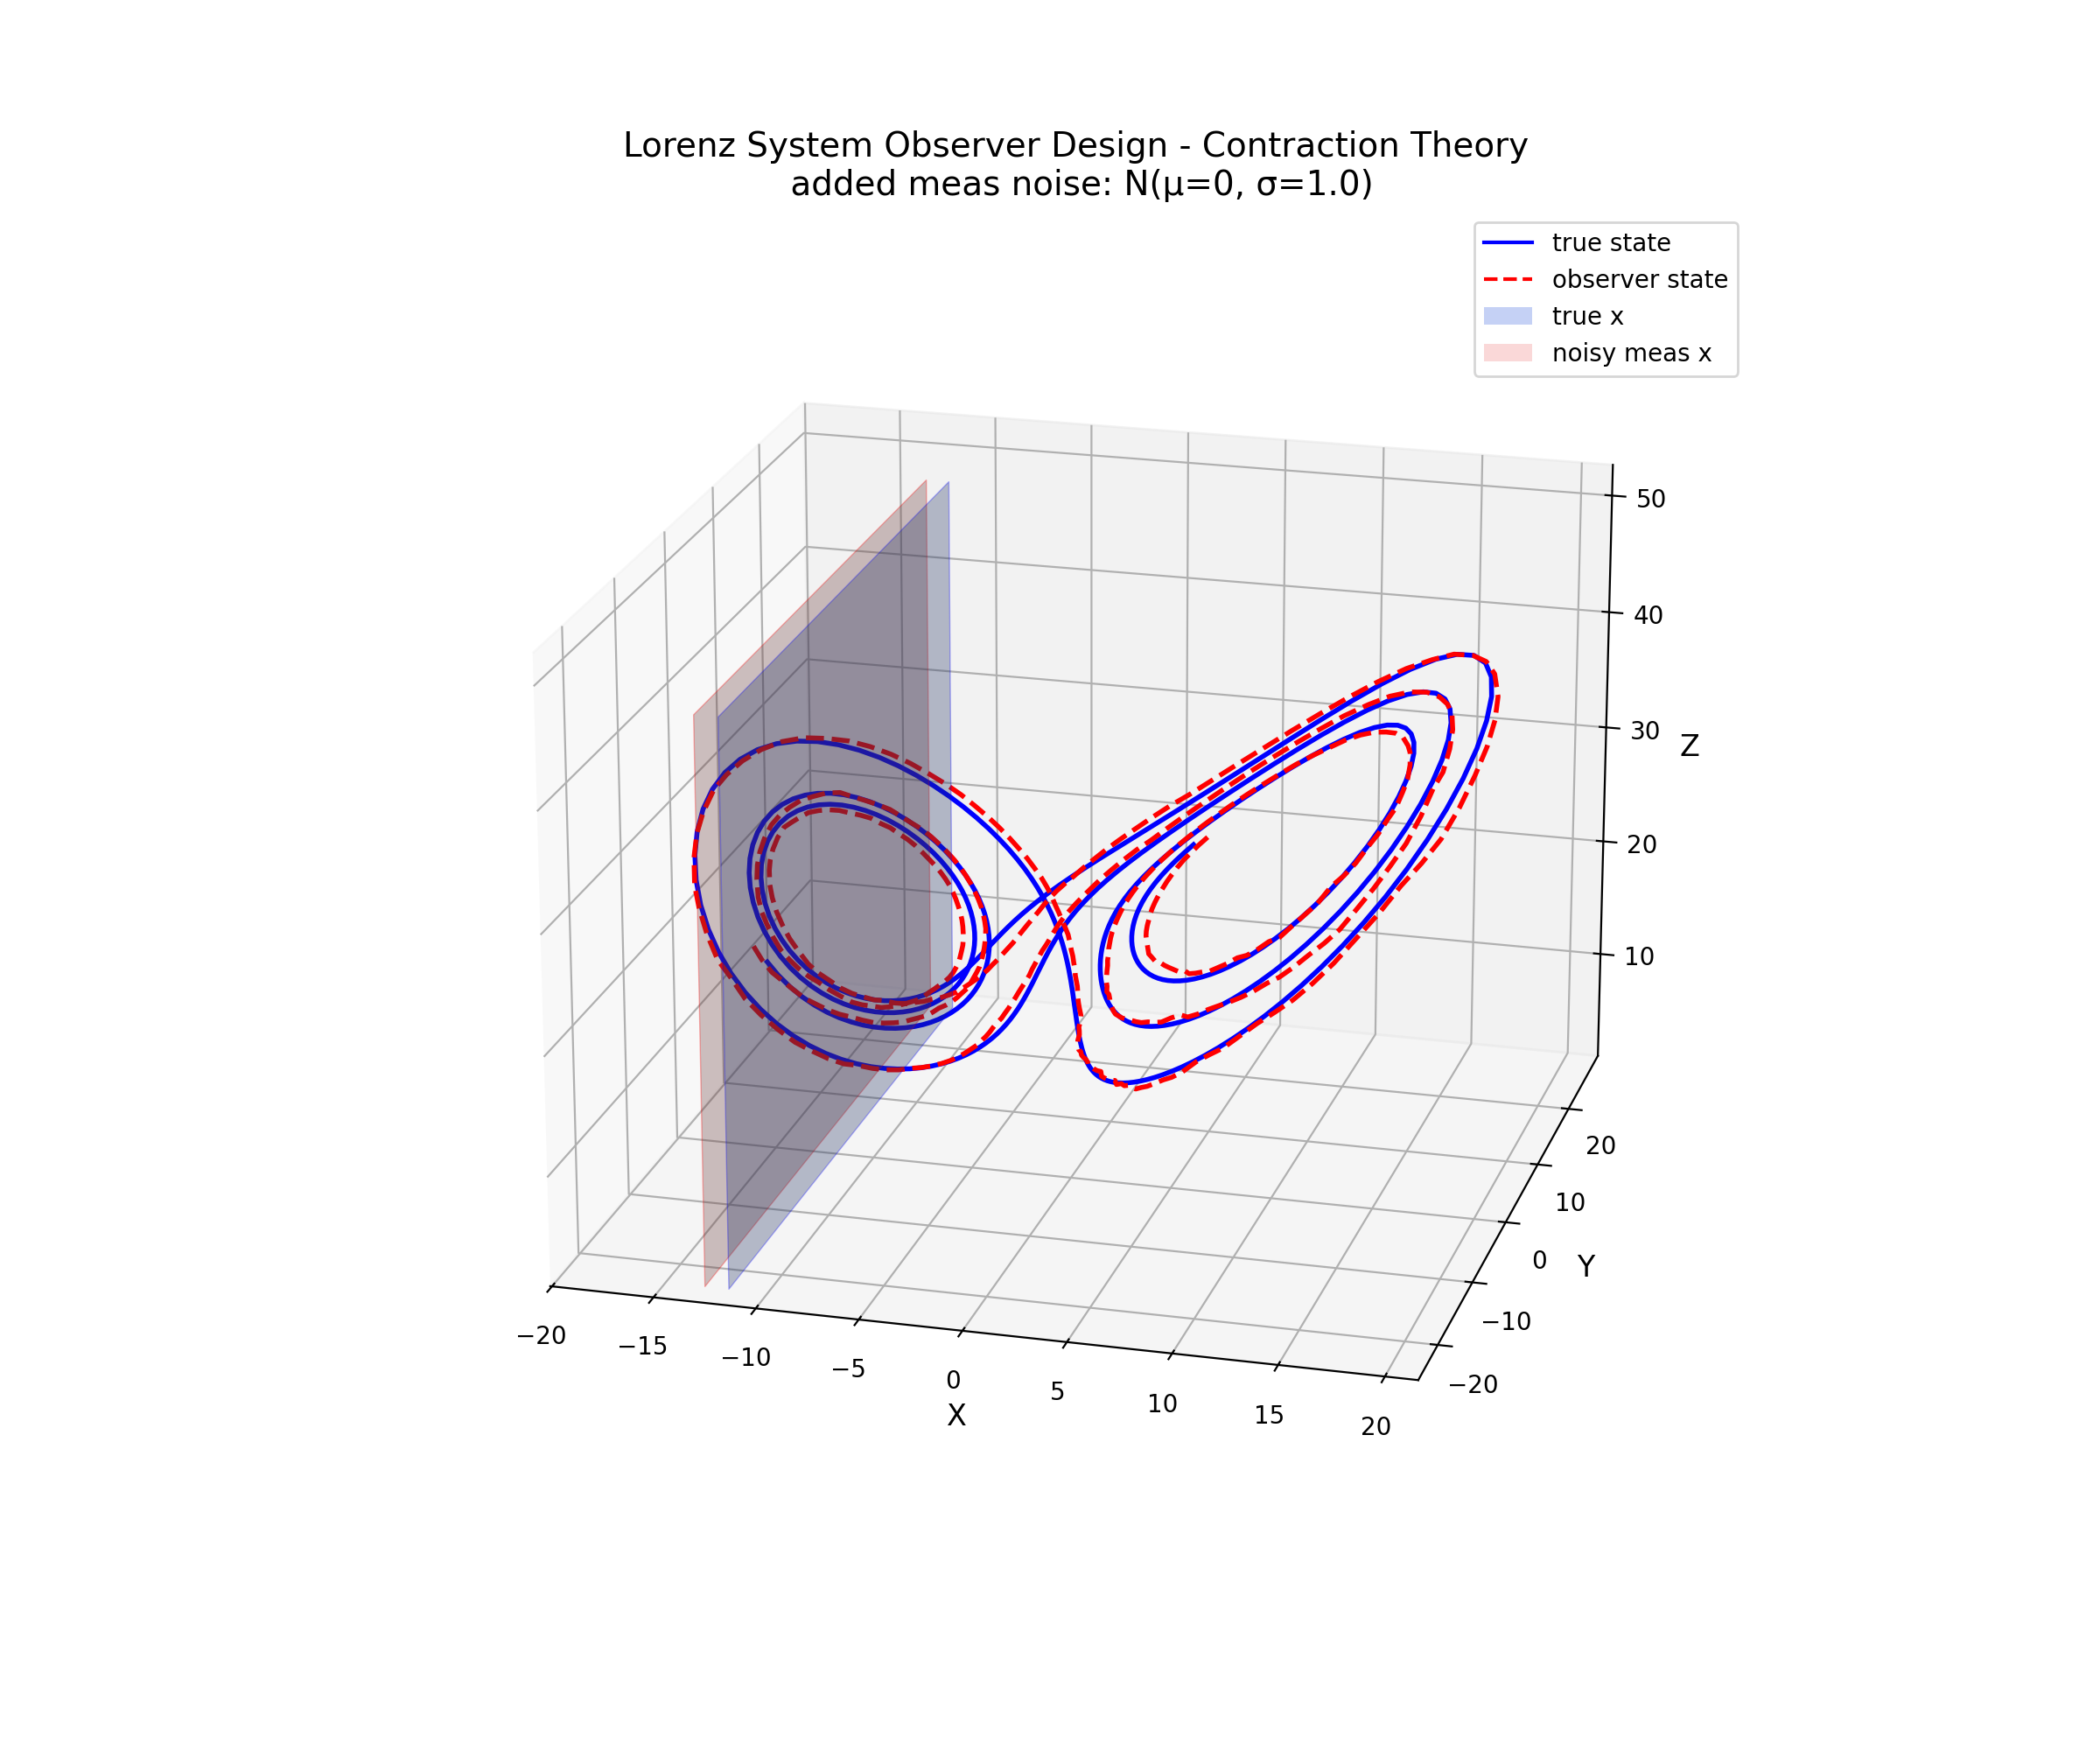 Lorenz System Observer Design - Contraction Theory
added meas noise: N(μ=0, σ=1.0)
true state
observer state
true x
noisy meas x
50
40
30
Z
20
10
20
10
0
Y
−10
−20
−20
−15
−10
−5
0
5
10
15
20
X